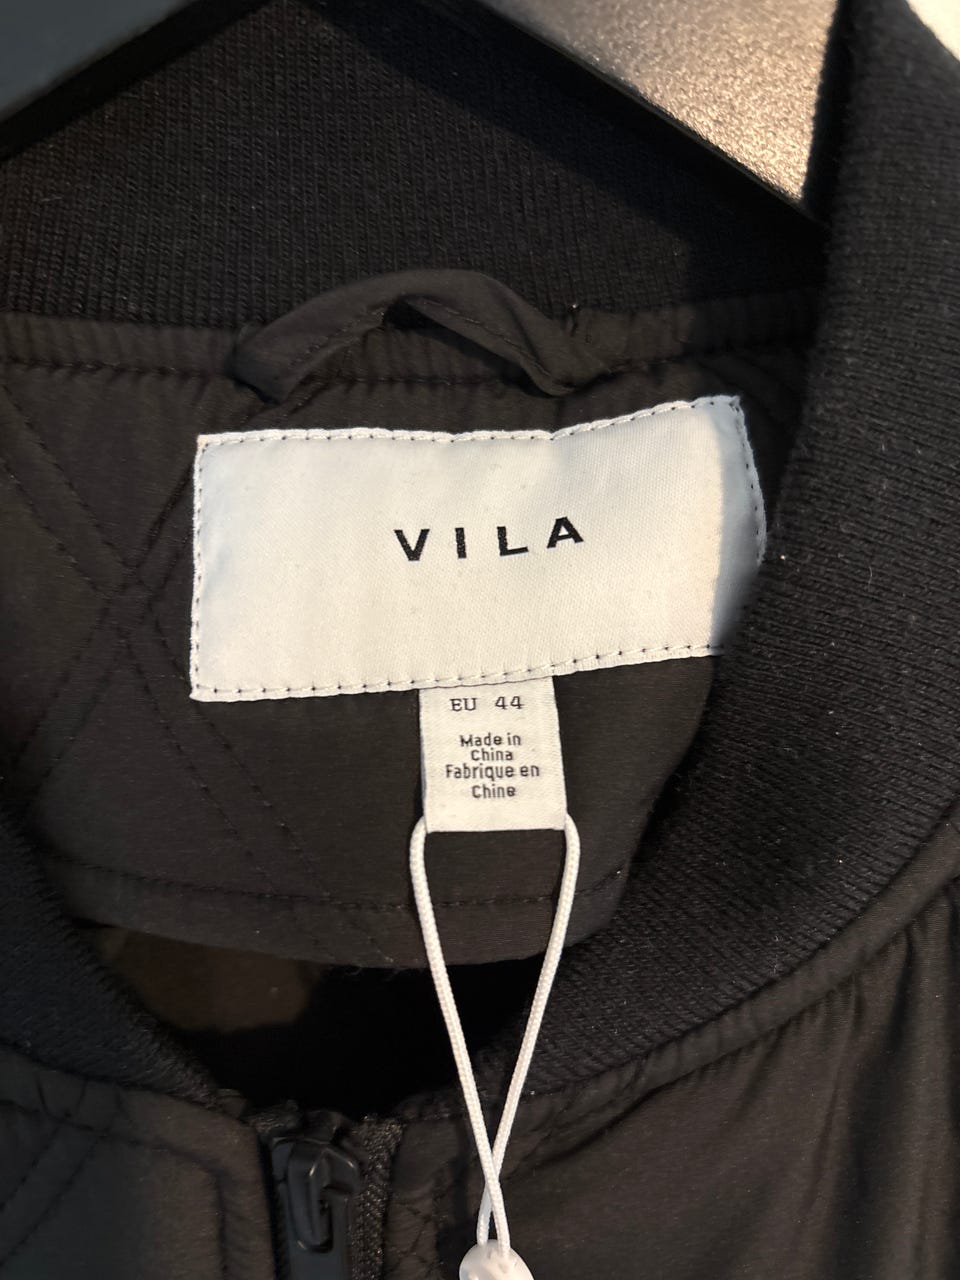 VILA
EU 44
Made in
China
Fabrique en
Chine